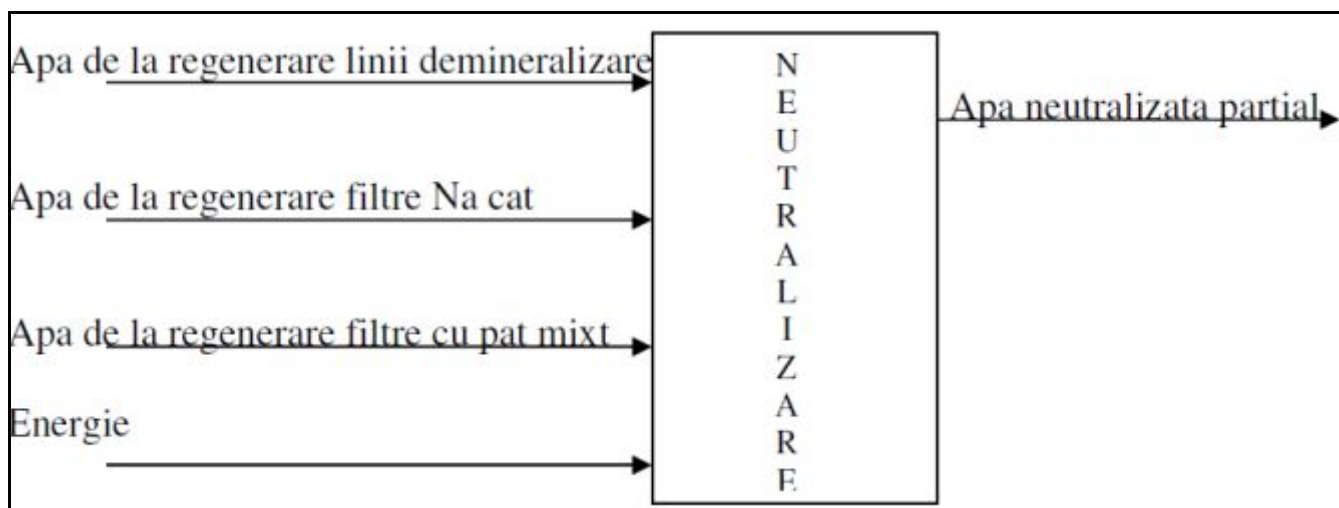 Apa de la regenerare linii demineralizare
Apa de la regenerare filtre Na cat
Apa de la regenerare filtre cu pat mixt
Energie
NEUTRALIZARE
Apa neutralizata partial